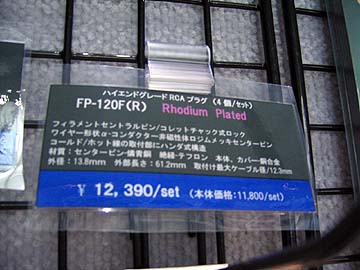 ハイエンドグレードRCAプラグ (4個/セット)
FP-120F(R) Rhodium Plated
フィラメントセントラルピン/コレットチャック式ロック
ワイヤー形状α-コンダクター非磁性体ロジムメッキセンターピン
コールド/ホット線の取付部にハンダ式構造
材質：センターピン燐青銅 絶経-テフロン 本体、カバー銅合金
外径：13.8mm 外部長さ：61.2mm 取付け最大ケーブル径/12.3mm
¥ 12,390/set (本体価格:11,800/set)